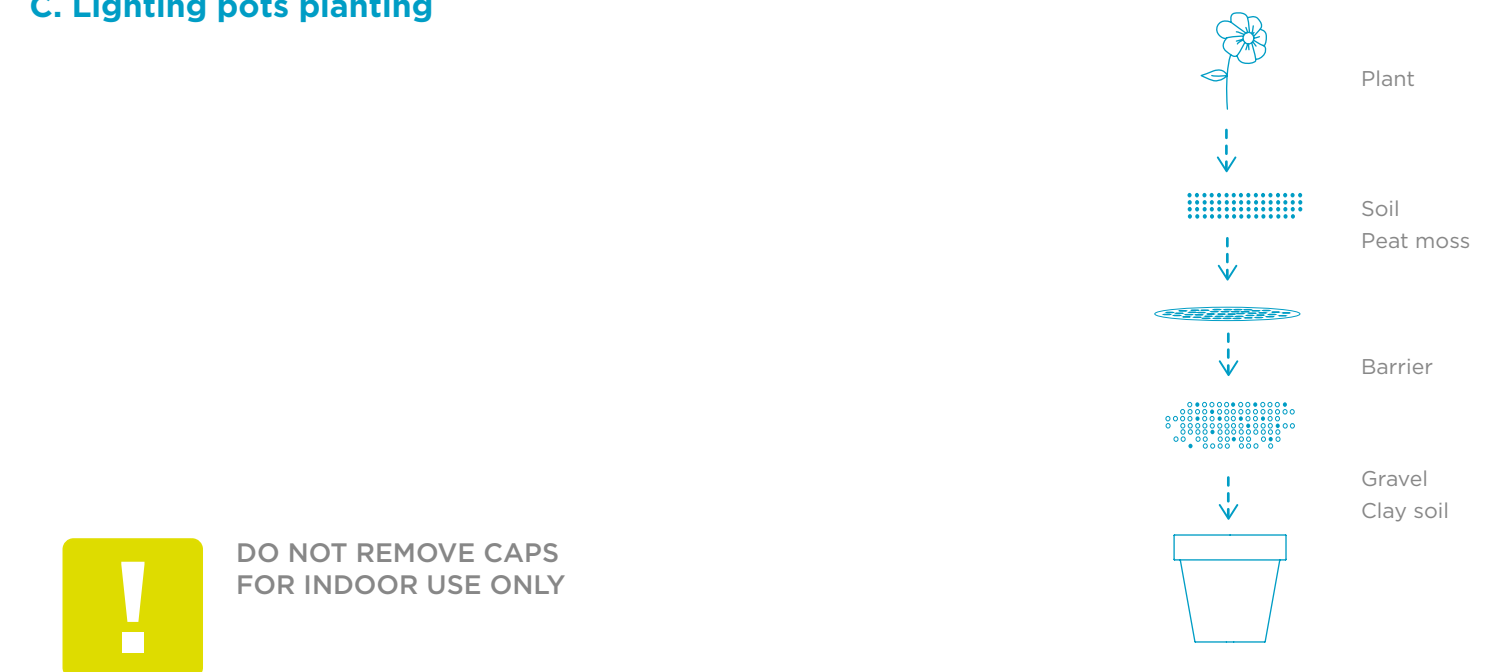 C. Lighting pots planting
Plant
Soil
Peat moss
Barrier
Gravel
Clay soil
!
DO NOT REMOVE CAPS
FOR INDOOR USE ONLY